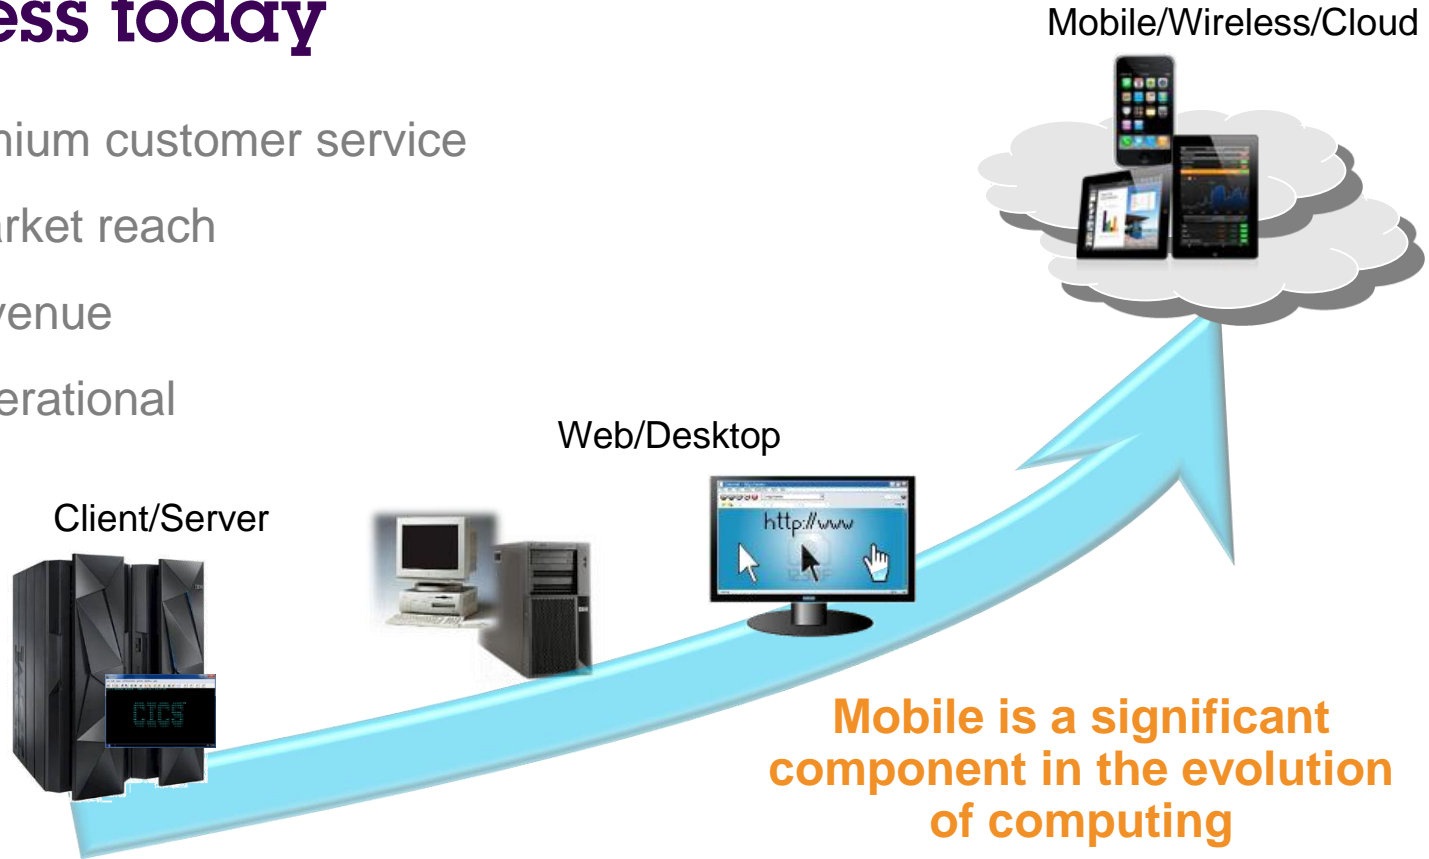 ess today
Mobile/Wireless/Cloud
nium customer service
arket reach
venue
erational
Web/Desktop
Client/Server
http://www
CICS
Mobile is a significant
component in the evolution
of computing